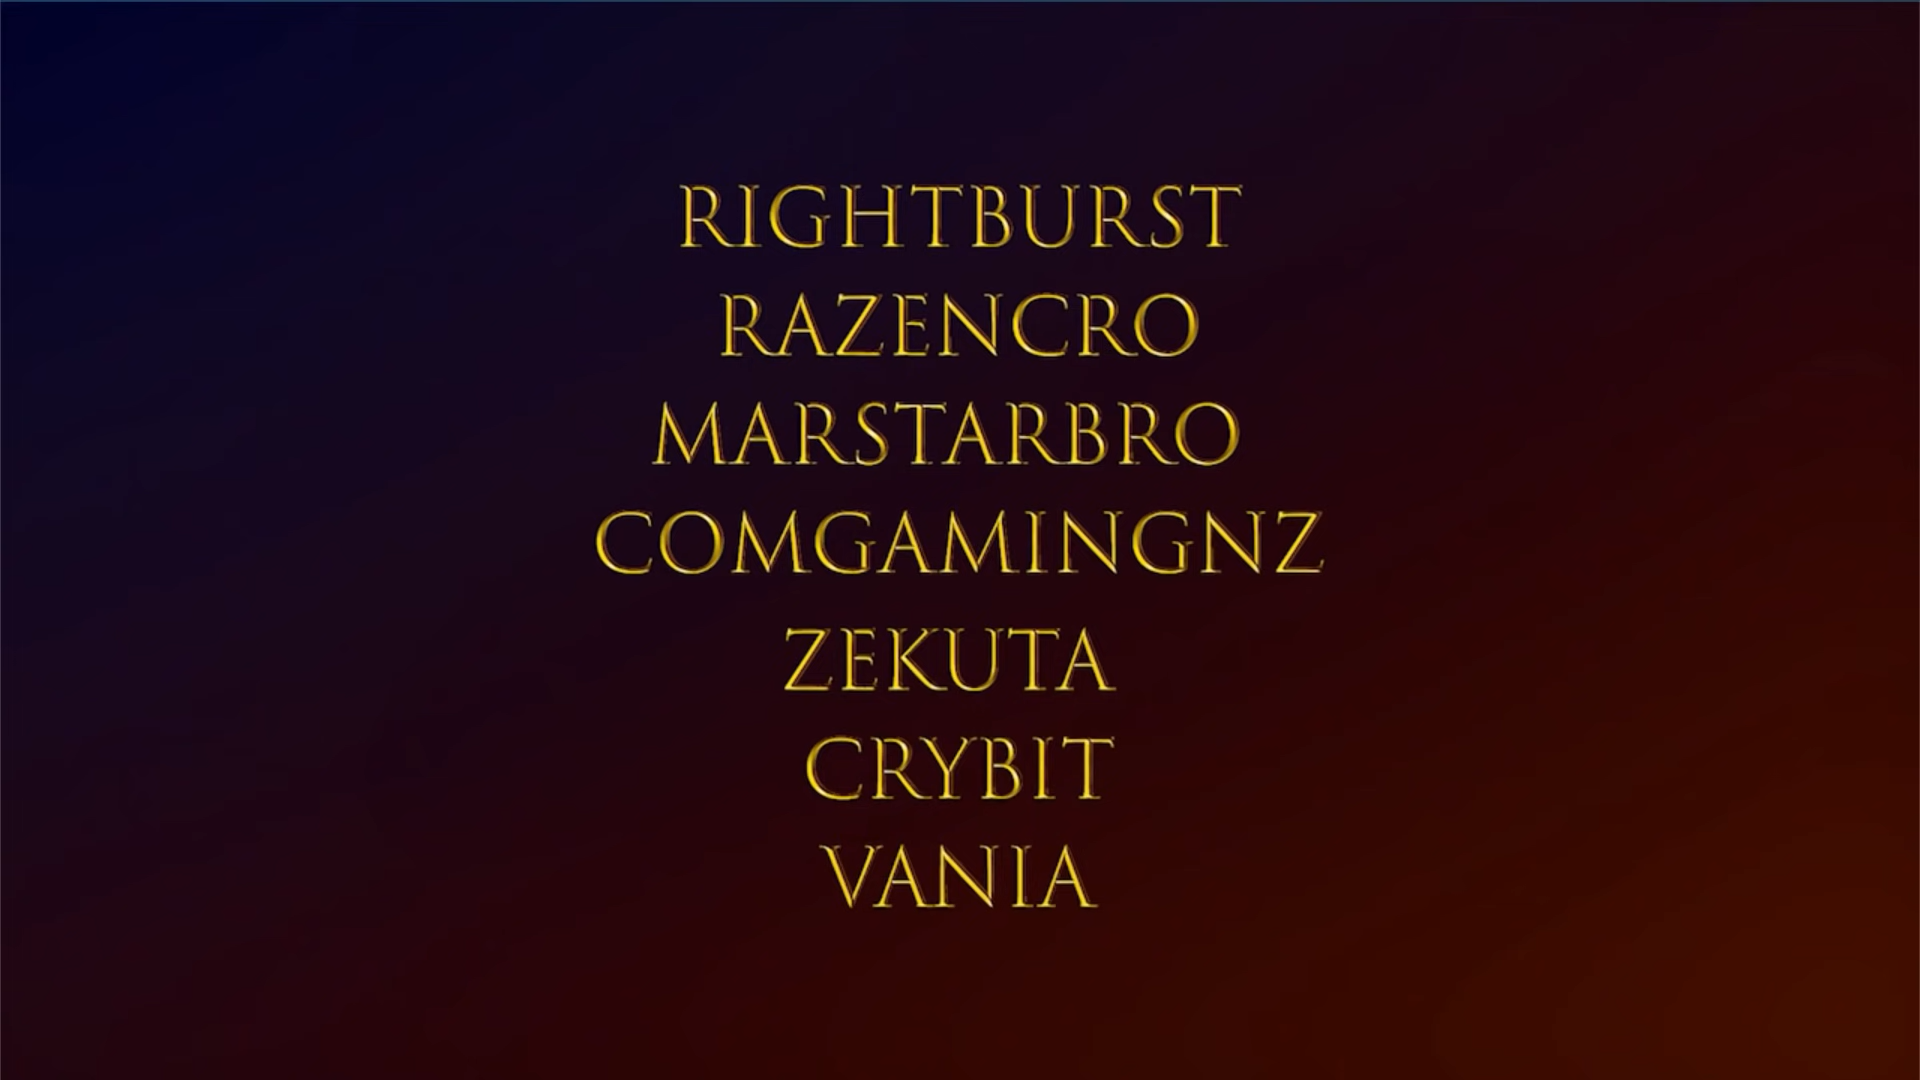 RIGHTBURST
RAZENCRO
MARSTARBRO
COMGAMINGNZ
ZEKUTA
CRYBIT
VANIA